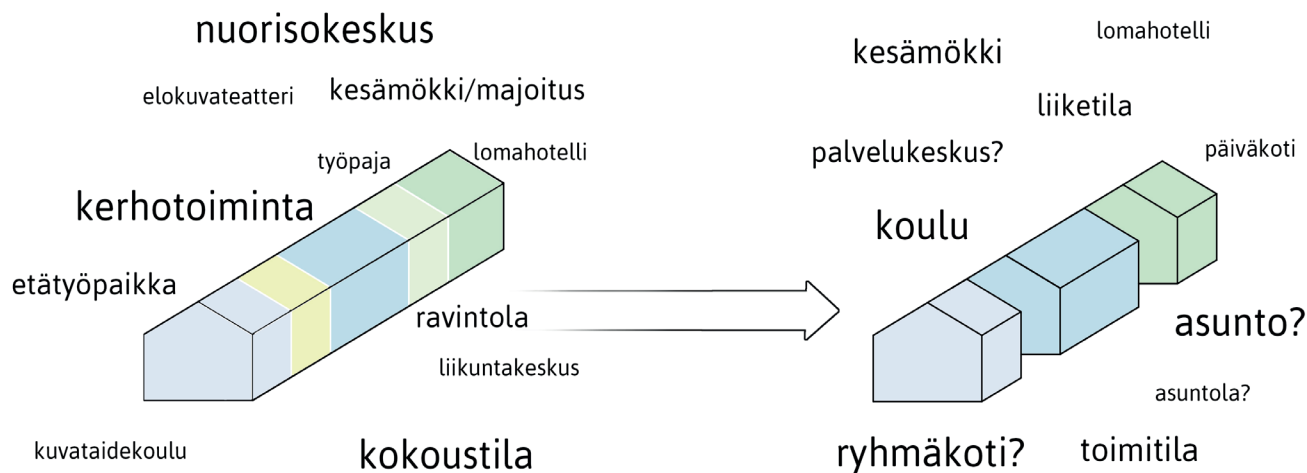 nuorisokeskus
elokuvateatteri
kesämökki/majoitus
työpaja
lomahotelli
kerhotoiminta
etätyöpaikka
ravintola
liikuntakeskus
kuvataidekoulu
kokoustila
kesämökki
lomahotelli
liiketila
palvelukeskus?
päiväkoti
koulu
asunto?
asuntola?
ryhmäkoti?
toimitila